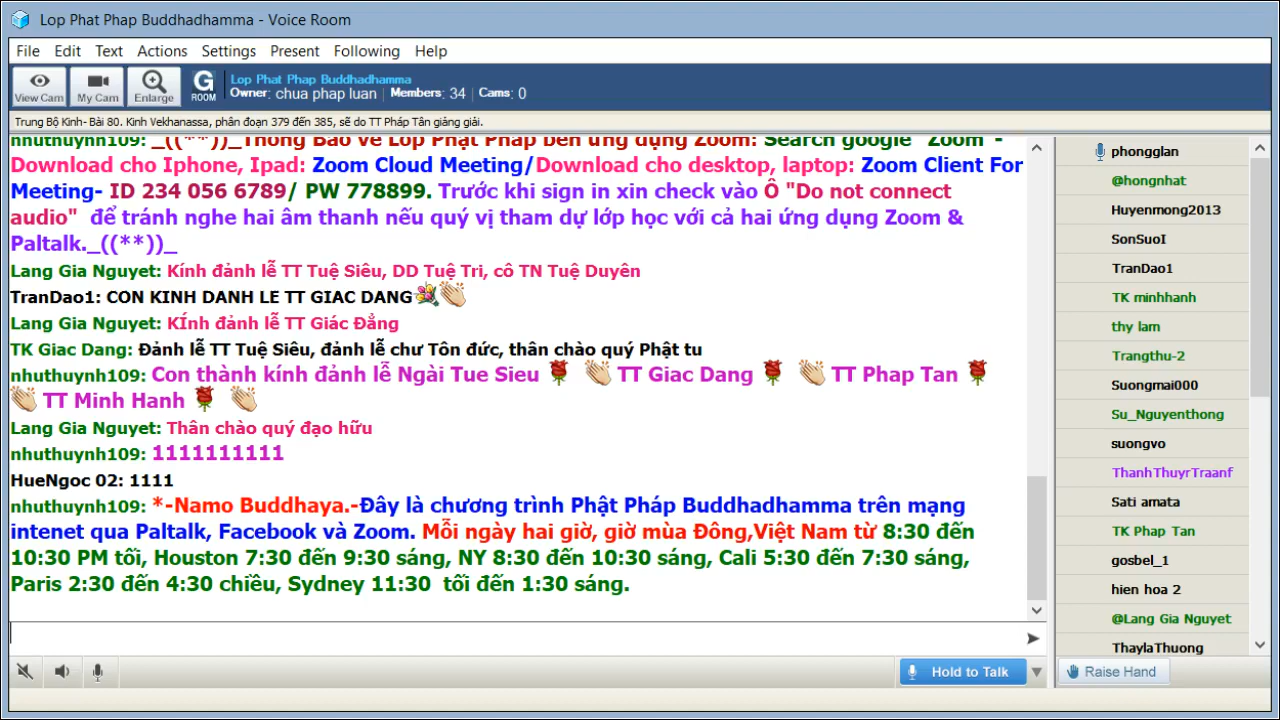 Lop Phat Phap Buddhadhamma - Voice Room
File Edit Text Actions Settings Present Following Help
View Cam My Cam Enlarge G ROOM
Lop Phat Phap Buddhadhamma
Owner: chua phap luan Members: 34 Cams: 0
Trung Bộ Kinh- Bài 80. Kinh Vekhanassa, phân đoạn 379 đến 385, sẽ do TT Pháp Tân giảng giải.
nhuthuynh109: _((**))_Thông Báo về Lớp Phật Pháp bên ứng dụng Zoom: Search google "Zoom"-
Download cho Iphone, Ipad: Zoom Cloud Meeting/Download cho desktop, laptop: Zoom Client For
Meeting- ID 234 056 6789/ PW 778899. Trước khi sign in xin check vào Ô "Do not connect
audio" để tránh nghe hai âm thanh nếu quý vị tham dự lớp học với cả hai ứng dụng Zoom &
Paltalk._((**))_
Lang Gia Nguyet: Kính đảnh lễ TT Tuệ Siêu, DD Tuệ Tri, cô TN Tuệ Duyên
TranDao1: CON KINH DANH LE TT GIAC DANG
Lang Gia Nguyet: KÍnh đảnh lễ TT Giác Đẳng
TK Giac Dang: Đảnh lễ TT Tuệ Siêu, đảnh lễ chư Tôn đức, thân chào quý Phật tu
nhuthuynh109: Con thành kính đảnh lễ Ngài Tue Sieu TT Giac Dang TT Phap Tan
TT Minh Hanh
Lang Gia Nguyet: Thân chào quý đạo hữu
nhuthuynh109: 1111111111
HueNgoc 02: 1111
nhuthuynh109: *-Namo Buddhaya.-Đây là chương trình Phật Pháp Buddhadhamma trên mạng
intenet qua Paltalk, Facebook và Zoom. Mỗi ngày hai giờ, giờ mùa Đông,Việt Nam từ 8:30 đến
10:30 PM tối, Houston 7:30 đến 9:30 sáng, NY 8:30 đến 10:30 sáng, Cali 5:30 đến 7:30 sáng,
Paris 2:30 đến 4:30 chiều, Sydney 11:30 tối đến 1:30 sáng.
Hold to Talk
phongglan
@hongnhat
Huyenmong2013
SonSuoI
TranDao1
TK minhhanh
thy lam
Trangthu-2
Suongmai000
Su_Nguyenthong
suongvo
ThanhThuyrTraanf
Sati amata
TK Phap Tan
gosbel_1
hien hoa 2
@Lang Gia Nguyet
ThaylaThuong
Raise Hand